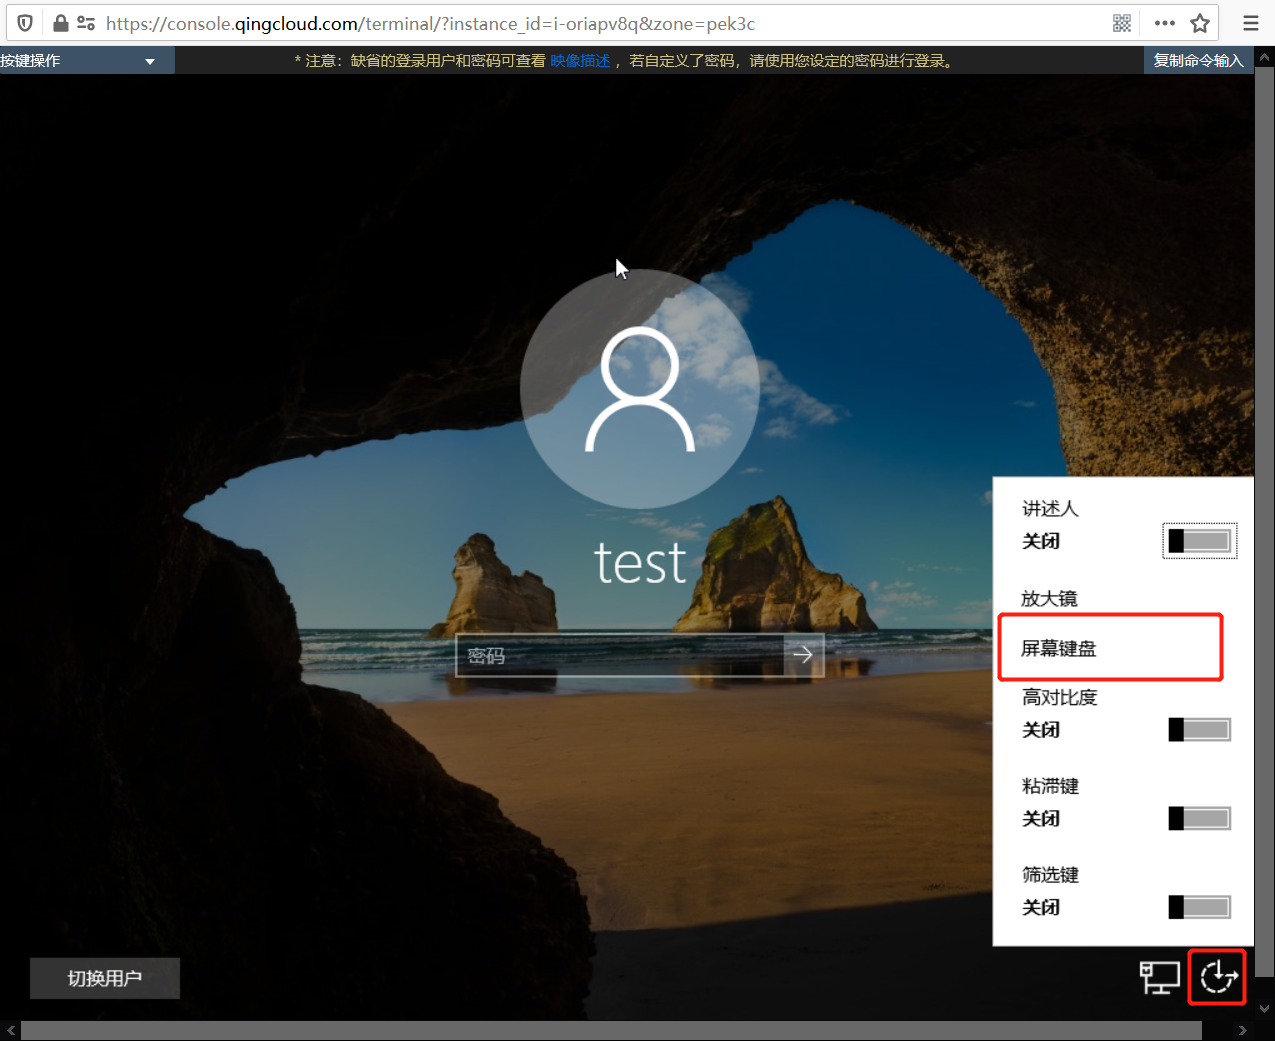 https://console.qingcloud.com/terminal/?instance_id=i-oriapv8q&zone=pek3c
按键操作
* 注意：缺省的登录用户和密码可查看 映像描述 ，若自定义了密码，请使用您设定的密码进行登录。
复制命令输入
test
密码
讲述人
关闭
放大镜
屏幕键盘
高对比度
关闭
粘滞键
关闭
筛选键
关闭
切换用户